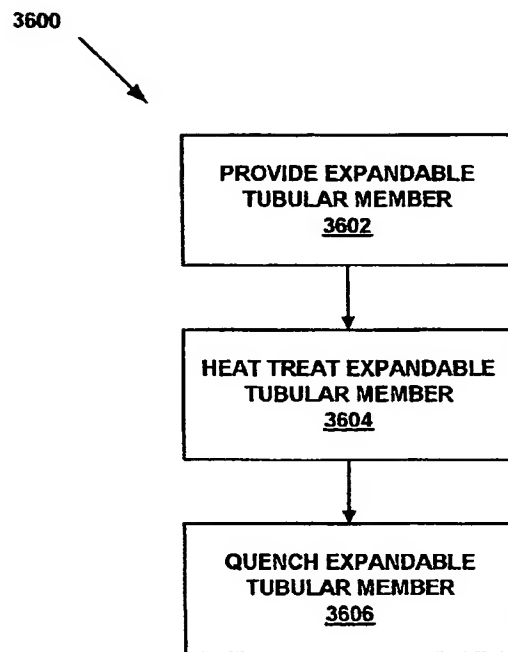 3600
PROVIDE EXPANDABLE
TUBULAR MEMBER
3602
HEAT TREAT EXPANDABLE
TUBULAR MEMBER
3604
QUENCH EXPANDABLE
TUBULAR MEMBER
3606